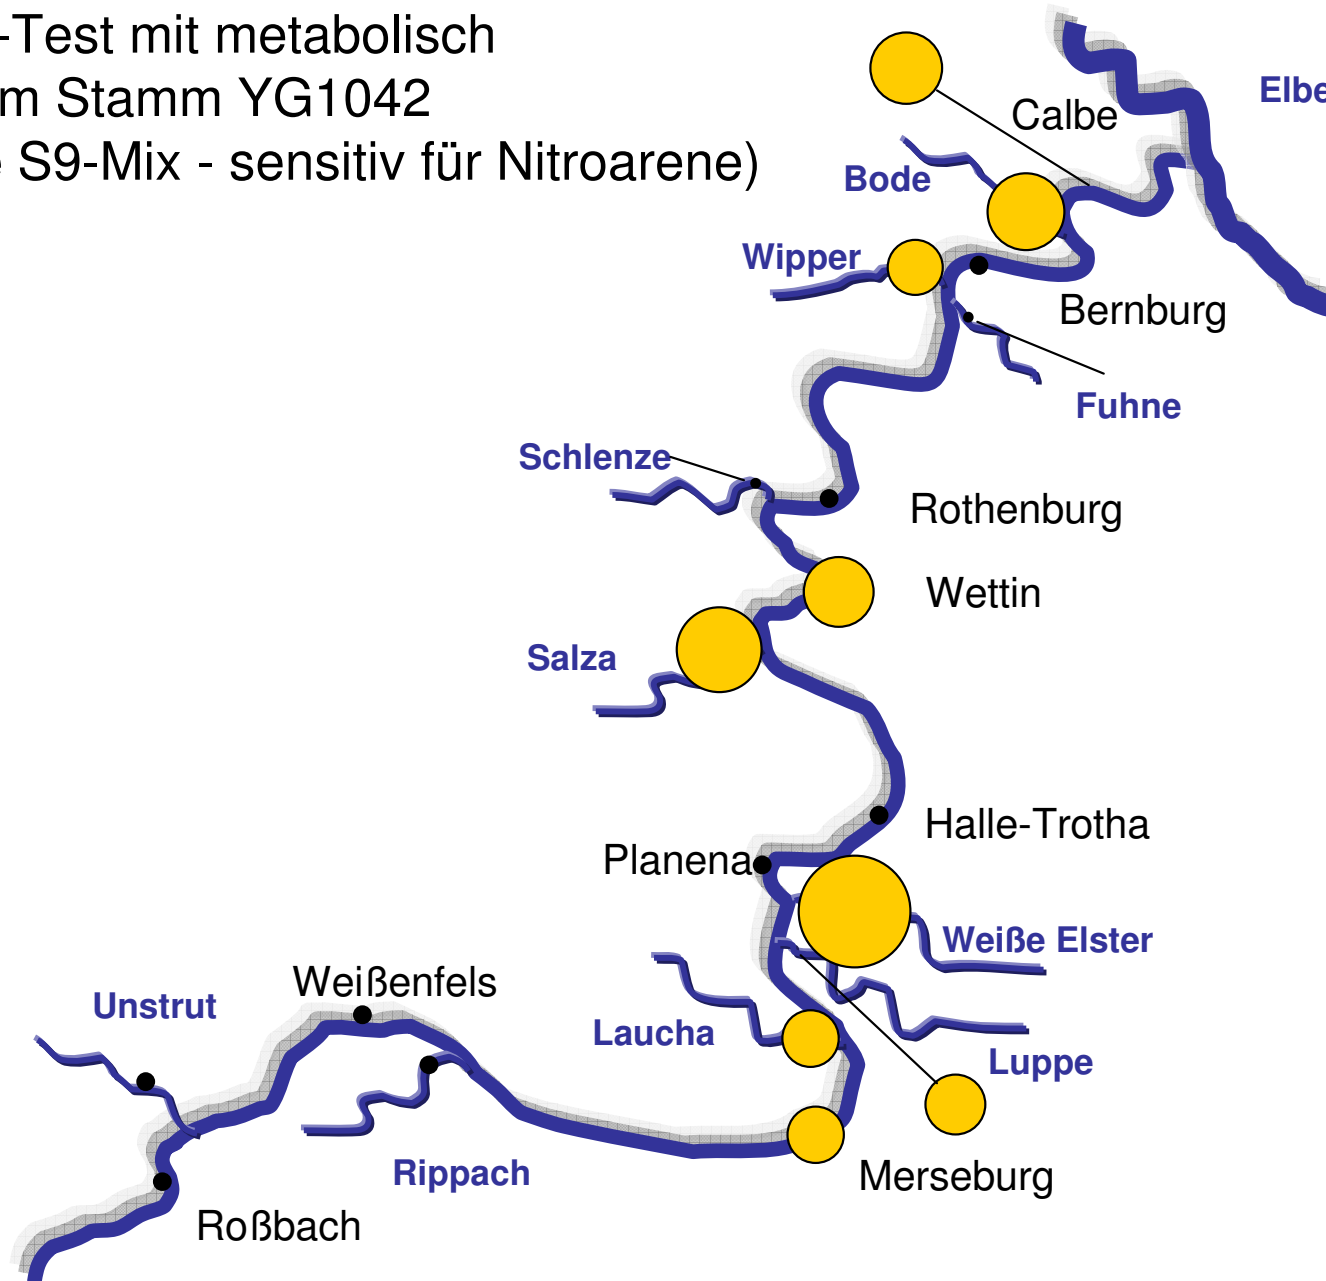 -Test mit metabolisch
m Stamm YG1042
S9-Mix - sensitiv für Nitroarene)
Elbe
Calbe
Bode
Wipper
Bernburg
Fuhne
Schlenze
Rothenburg
Wettin
Salza
Halle-Trotha
Planena
Weiße Elster
Weißenfels
Unstrut
Laucha
Luppe
Rippach
Merseburg
Roßbach